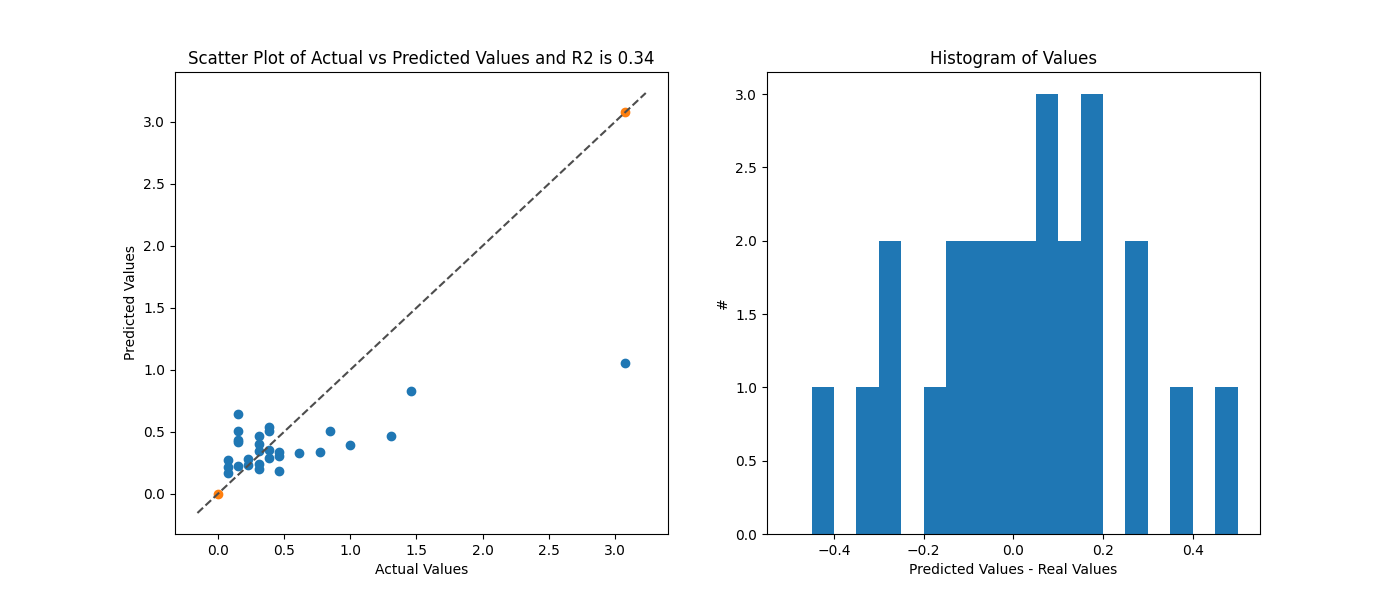 Scatter Plot of Actual vs Predicted Values and R2 is 0.34
3.0
2.5
2.0
1.5
1.0
0.5
0.0
Predicted Values
0.0 0.5 1.0 1.5 2.0 2.5 3.0
Actual Values
Histogram of Values
3.0
2.5
2.0
1.5
1.0
0.5
0.0
#
−0.4 −0.2 0.0 0.2 0.4
Predicted Values - Real Values